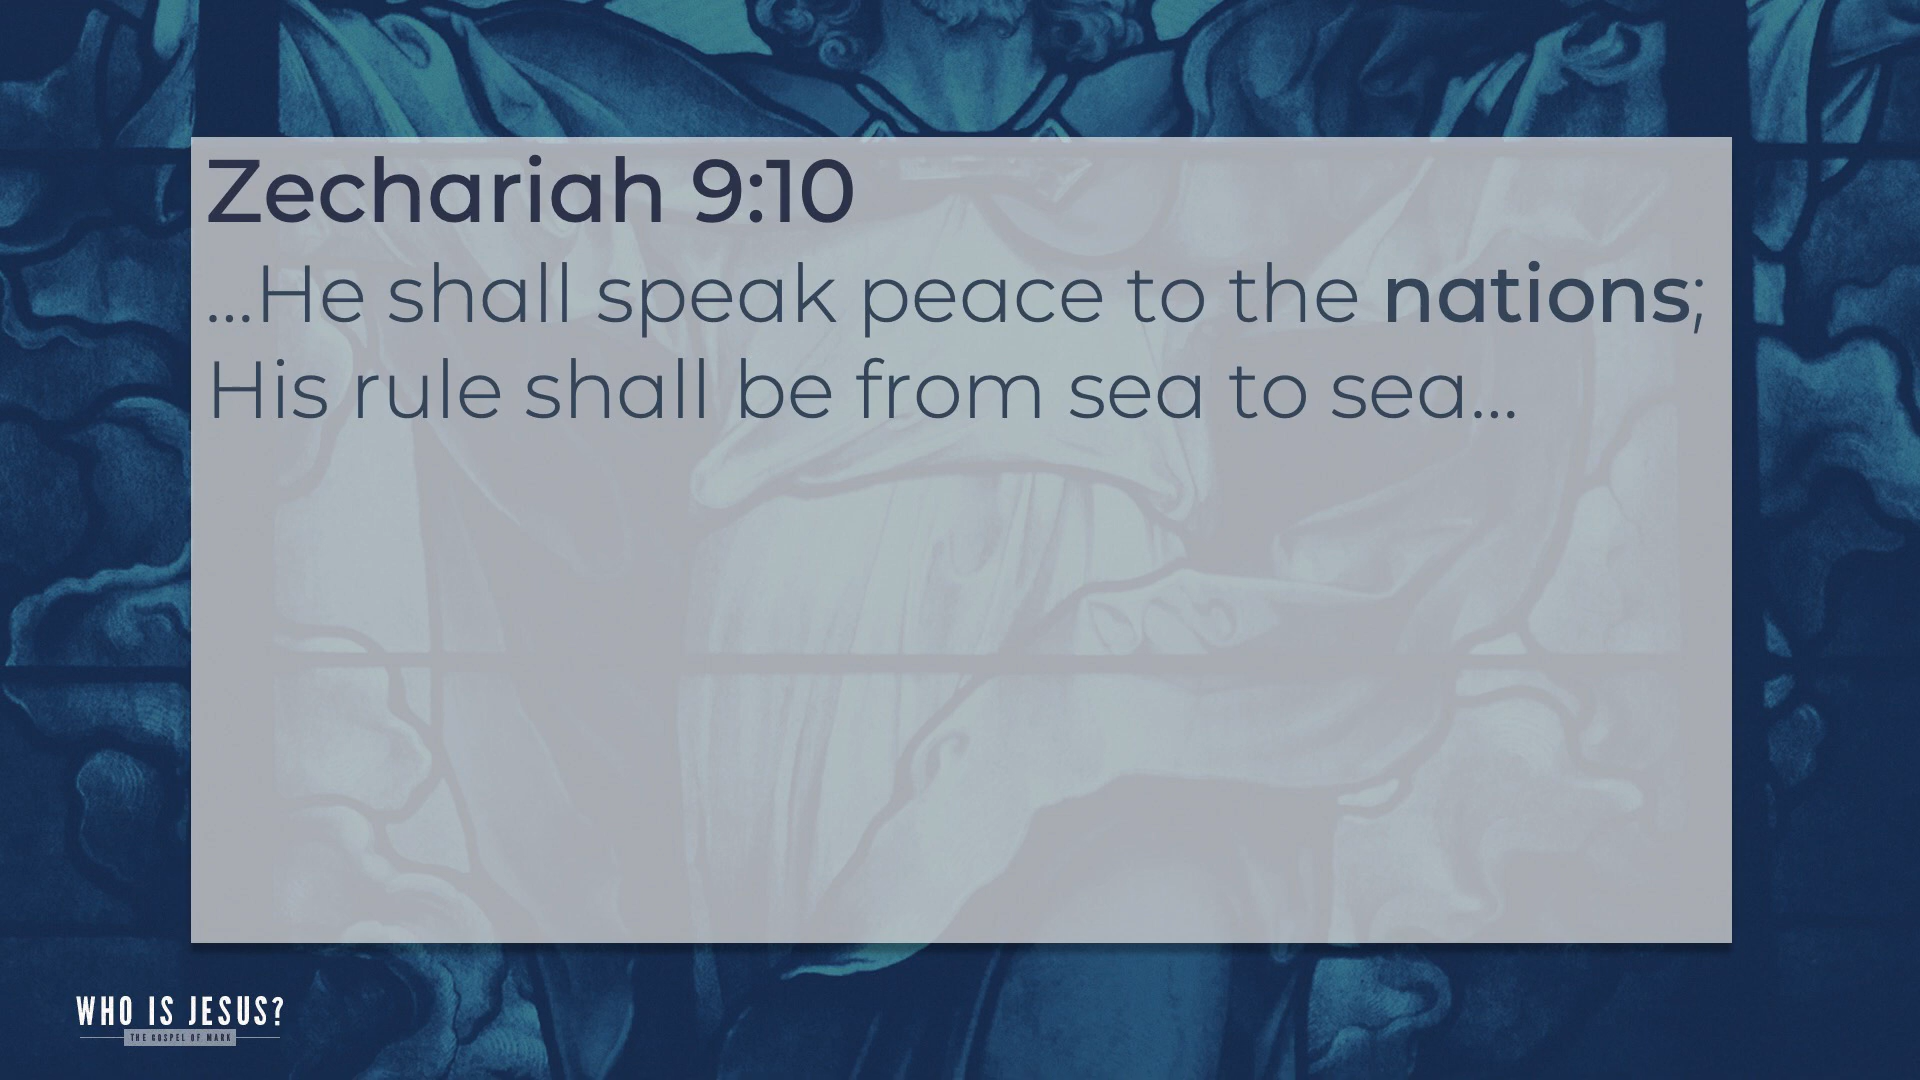 Zechariah 9:10
…He shall speak peace to the nations;
His rule shall be from sea to sea…
WHO IS JESUS?
THE GOSPEL OF MARK